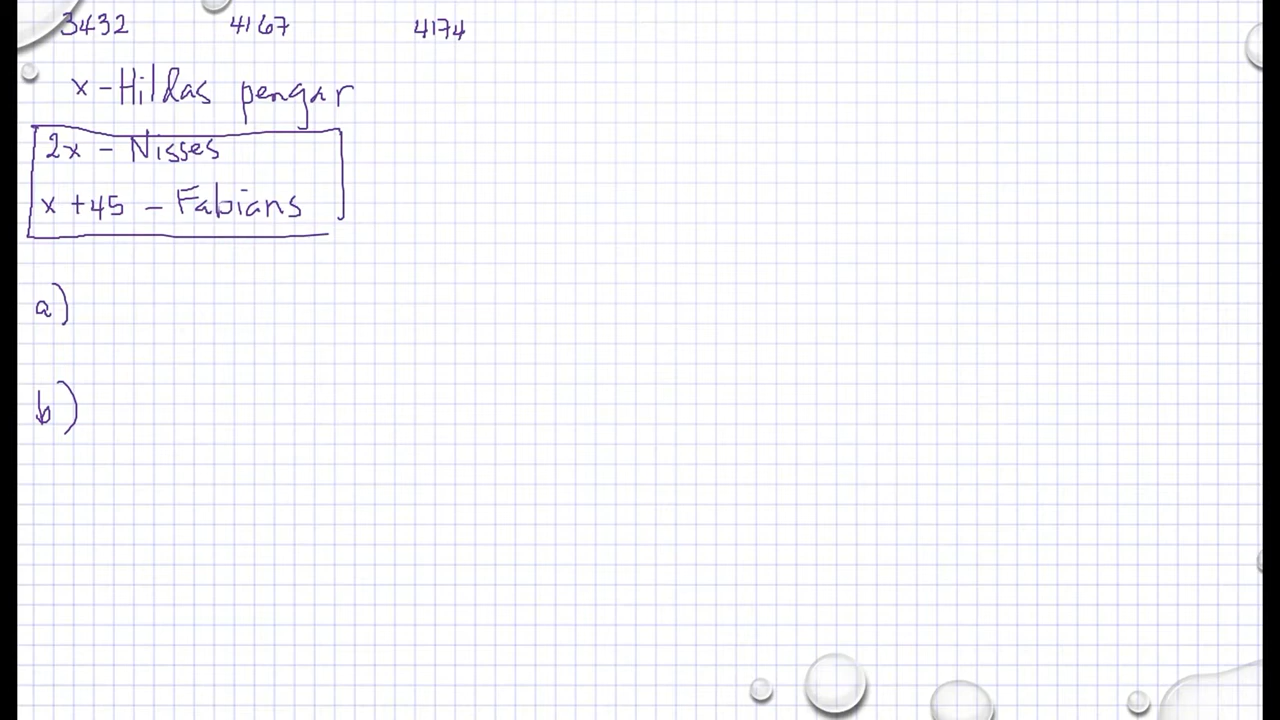 3432 4167 4174
x - Hildas pengar
2x - Nisses
x + 45 - Fabians
a)
b)